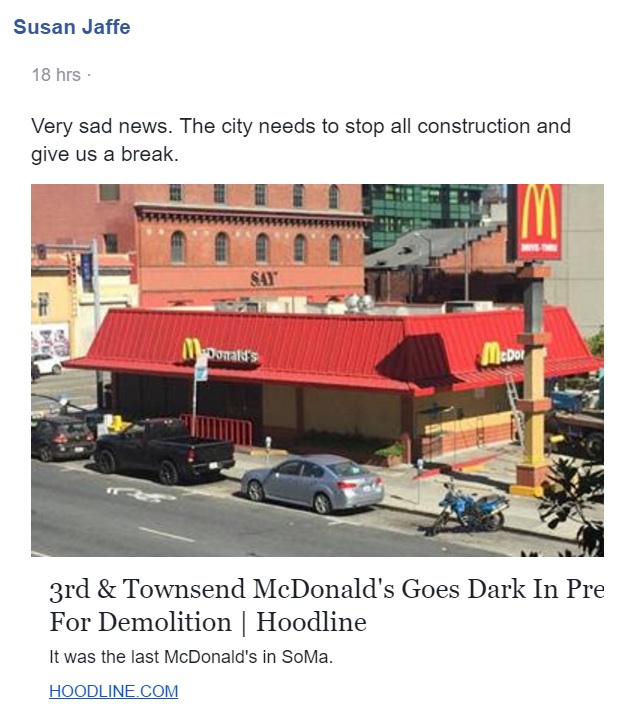 Susan Jaffe
18 hrs ·
Very sad news. The city needs to stop all construction and
give us a break.
DRIVE-THRU
SAY
McDonald's
McDon
3rd & Townsend McDonald's Goes Dark In Pre
For Demolition | Hoodline
It was the last McDonald's in SoMa.
HOODLINE.COM